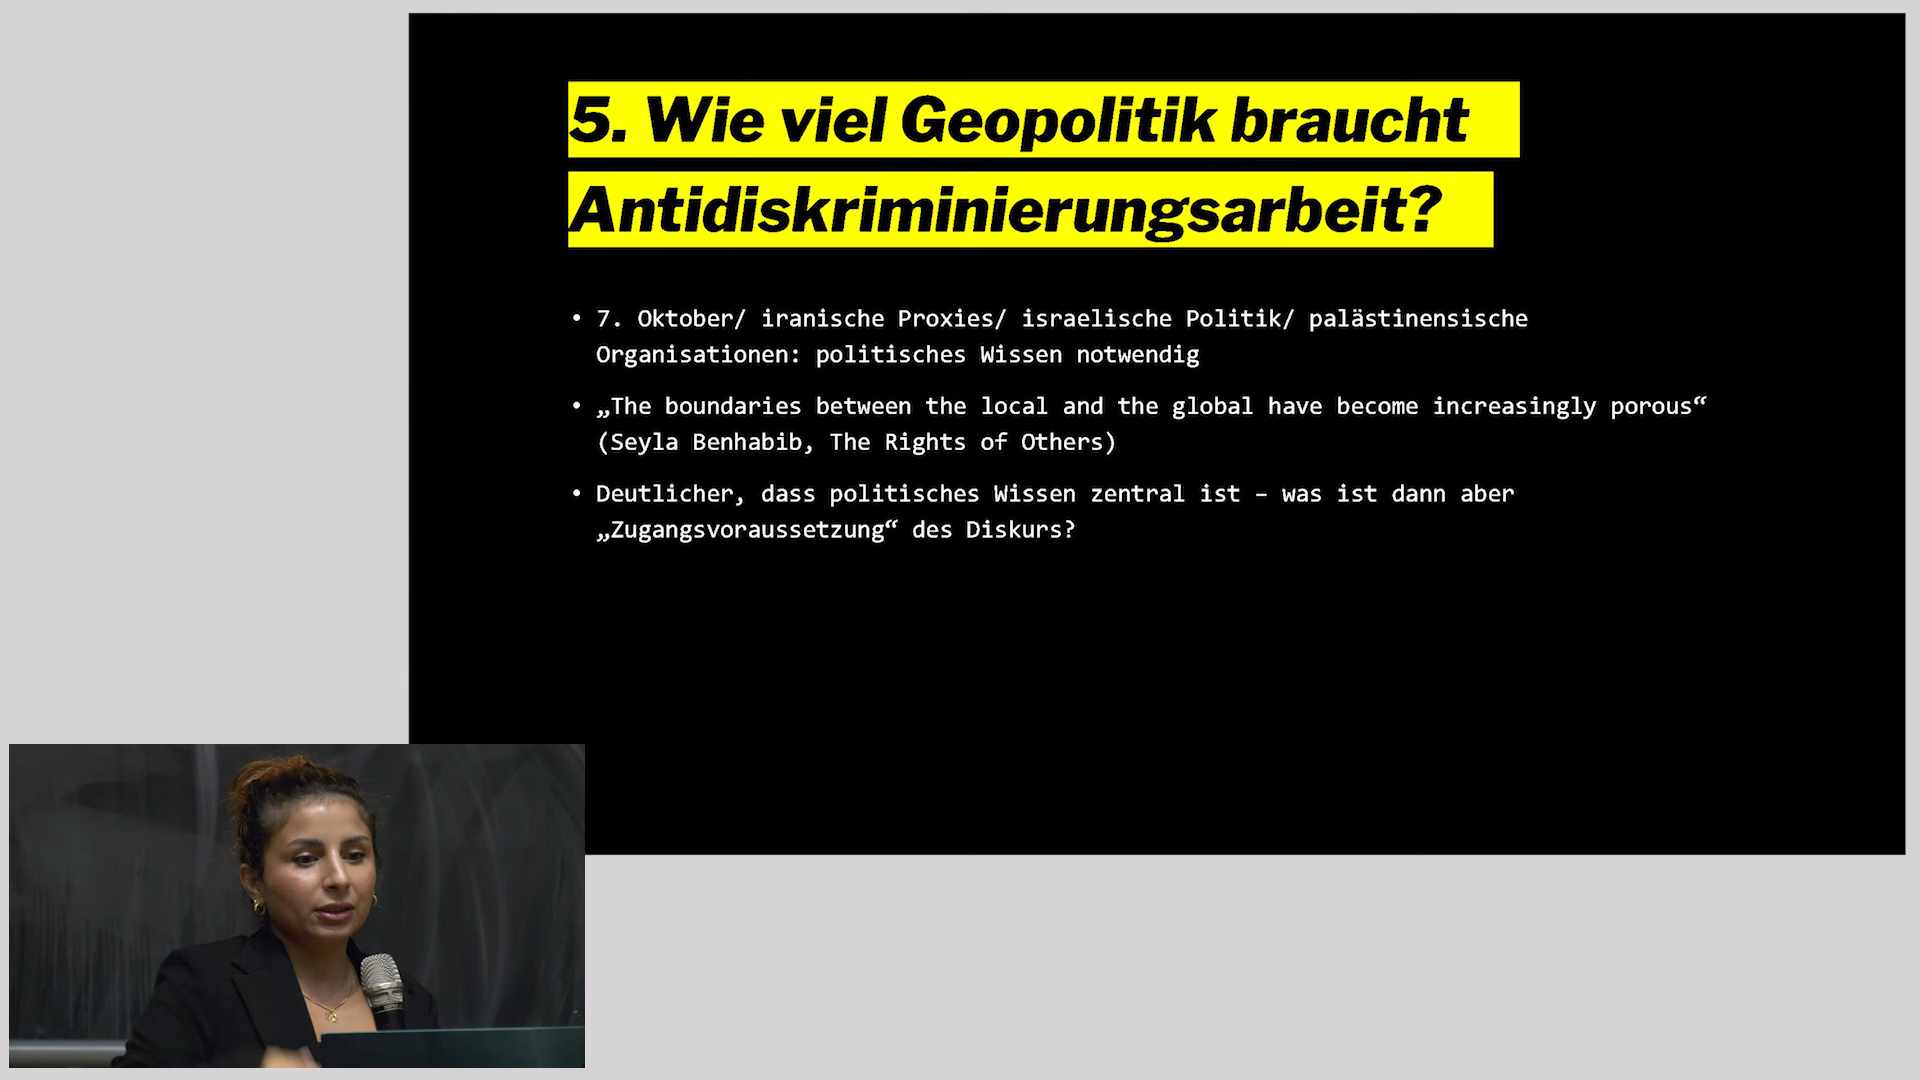 5. Wie viel Geopolitik braucht
Antidiskriminierungsarbeit?
• 7. Oktober/ iranische Proxies/ israelische Politik/ palästinensische
Organisationen: politisches Wissen notwendig
• „The boundaries between the local and the global have become increasingly porous“
(Seyla Benhabib, The Rights of Others)
• Deutlicher, dass politisches Wissen zentral ist – was ist dann aber
„Zugangsvoraussetzung“ des Diskurs?